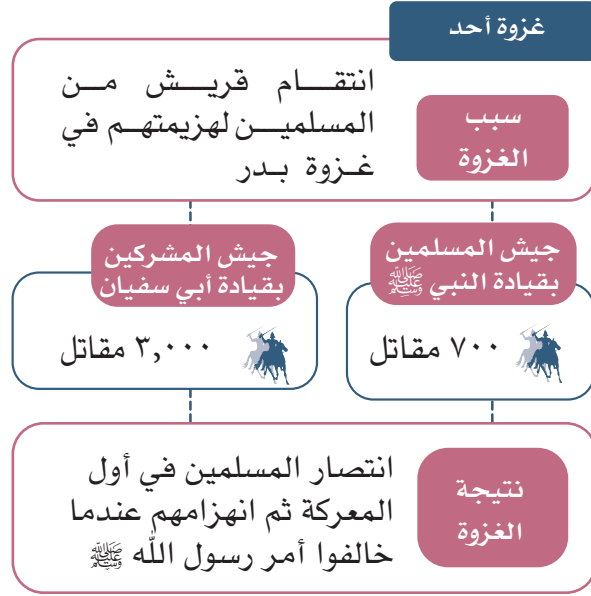 غزوة أحد
سبب
الغزوة
انتقام قريش من
المسلمين لهزيمتهم في
غزوة بدر
جيش المسلمين
بقيادة النبي ﷺ
٧٠٠ مقاتل
جيش المشركين
بقيادة أبي سفيان
٣,٠٠٠ مقاتل
نتيجة
الغزوة
انتصار المسلمين في أول
المعركة ثم انهزامهم عندما
خالفوا أمر رسول الله ﷺ